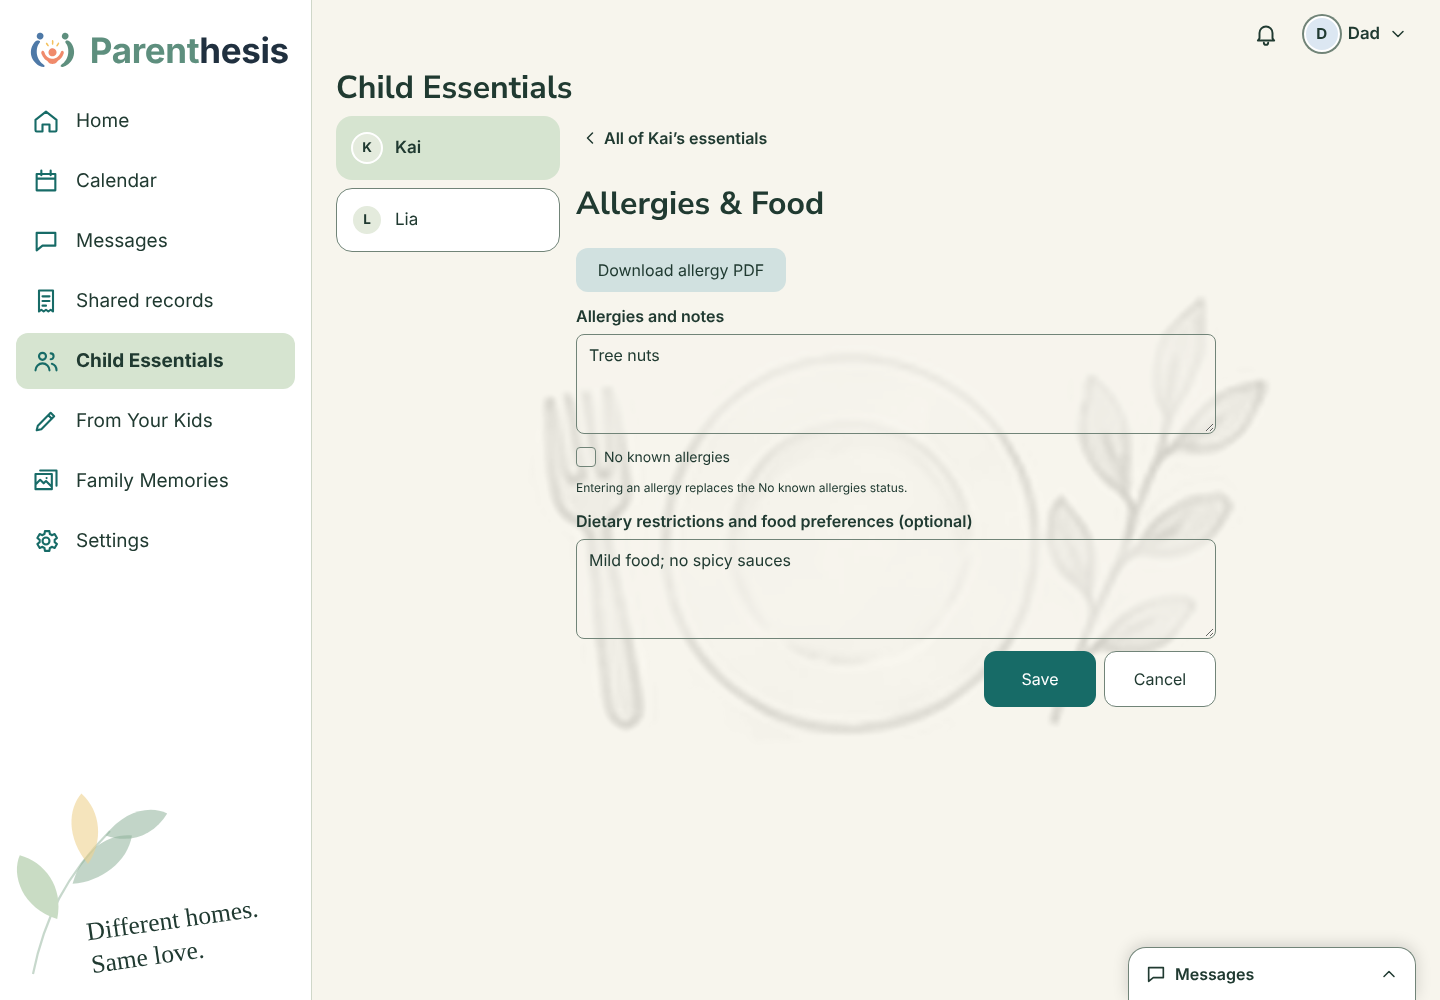 Parenthesis
Home
Calendar
Messages
Shared records
Child Essentials
From Your Kids
Family Memories
Settings
Different homes.
Same love.
D
Dad
Child Essentials
K
Kai
L
Lia
All of Kai’s essentials
Allergies & Food
Download allergy PDF
Allergies and notes
Tree nuts
No known allergies
Entering an allergy replaces the No known allergies status.
Dietary restrictions and food preferences (optional)
Mild food; no spicy sauces
Save
Cancel
Messages